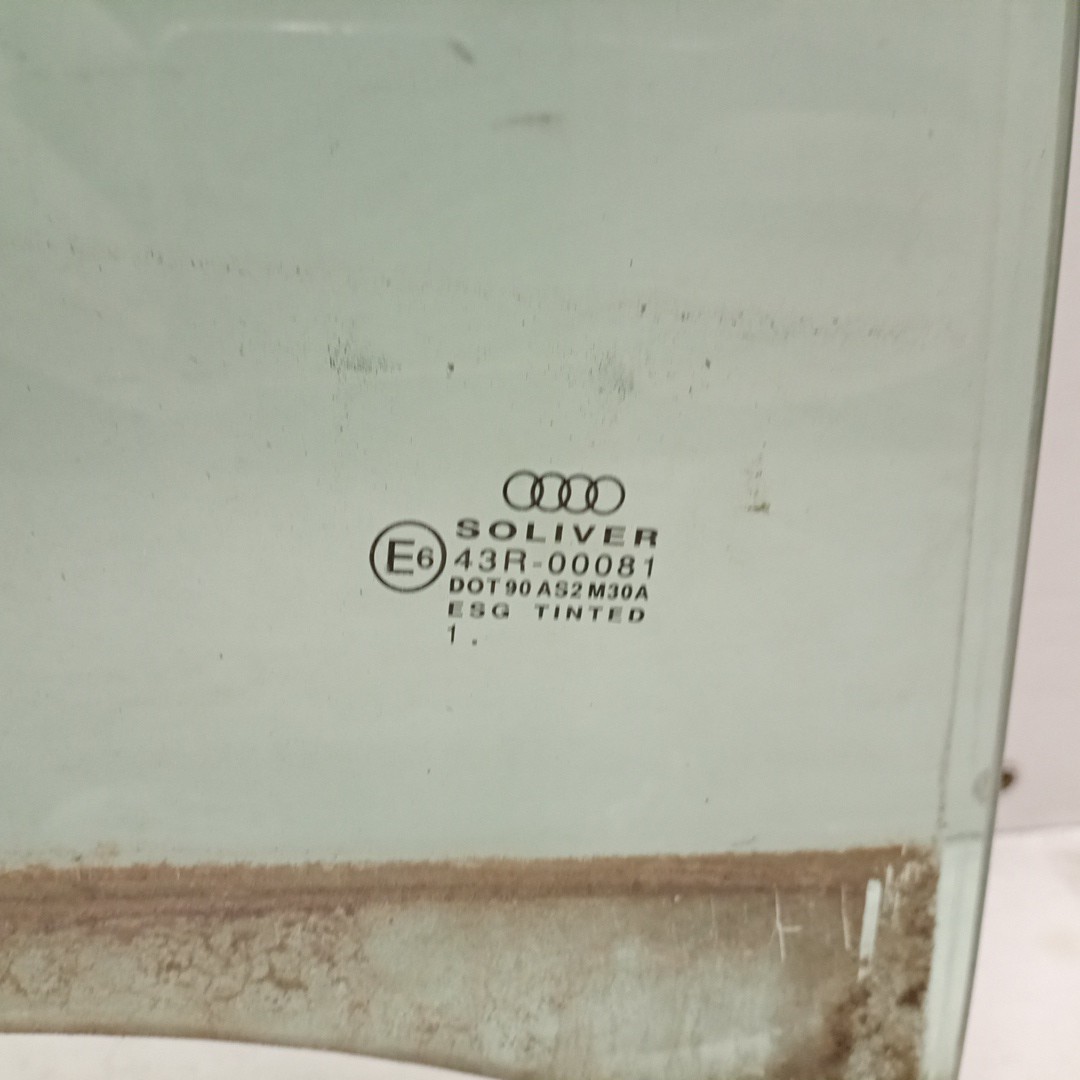 SOLIVER
E6 43R-00081
DOT 90 AS2 M30A
ESG TINTED
1 .